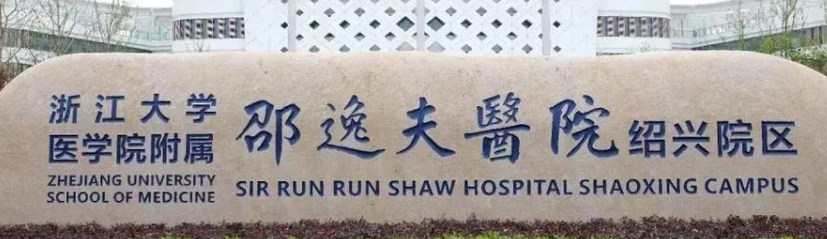 浙江大学
医学院附属
ZHEJIANG UNIVERSITY
SCHOOL OF MEDICINE
邵逸夫醫院 绍兴院区
SIR RUN RUN SHAW HOSPITAL SHAOXING CAMPUS